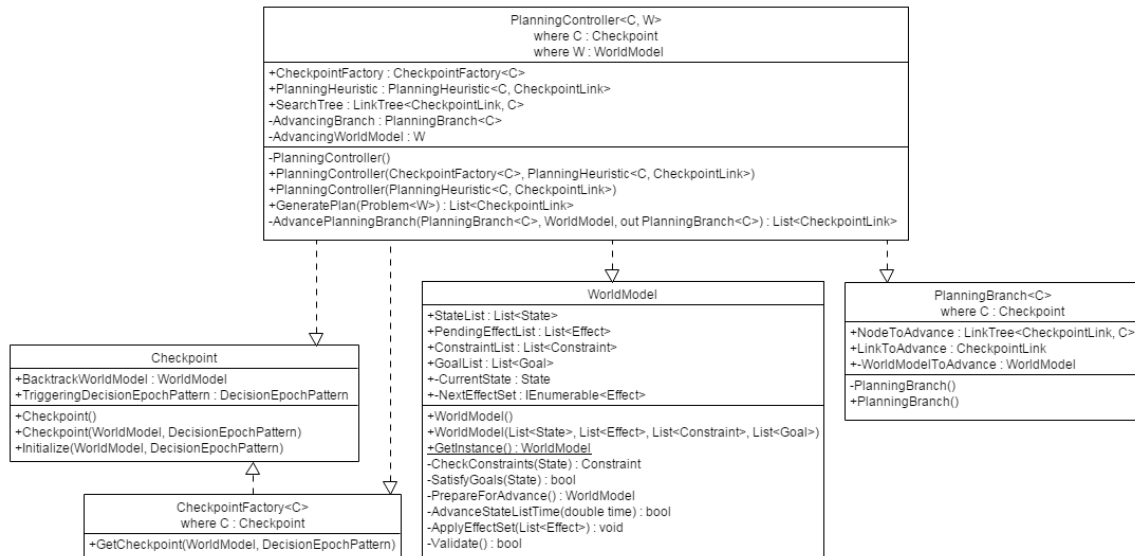 PlanningController<C, W>
where C : Checkpoint
where W : WorldModel
+CheckpointFactory : CheckpointFactory<C>
+PlanningHeuristic : PlanningHeuristic<C, CheckpointLink>
+SearchTree : LinkTree<CheckpointLink, C>
-AdvancingBranch : PlanningBranch<C>
-AdvancingWorldModel : W
-PlanningController()
+PlanningController(CheckpointFactory<C>, PlanningHeuristic<C, CheckpointLink>)
+PlanningController(PlanningHeuristic<C, CheckpointLink>)
+GeneratePlan(Problem<W>) : List<CheckpointLink>
-AdvancePlanningBranch(PlanningBranch<C>, WorldModel, out PlanningBranch<C>) : List<CheckpointLink>
Checkpoint
+BacktrackWorldModel : WorldModel
+TriggeringDecisionEpochPattern : DecisionEpochPattern
+Checkpoint()
+Checkpoint(WorldModel, DecisionEpochPattern)
+Initialize(WorldModel, DecisionEpochPattern)
CheckpointFactory<C>
where C : Checkpoint
+GetCheckpoint(WorldModel, DecisionEpochPattern)
WorldModel
+StateList : List<State>
+PendingEffectList : List<Effect>
+ConstraintList : List<Constraint>
+GoalList : List<Goal>
+-CurrentState : State
+-NextEffectSet : IEnumerable<Effect>
+WorldModel()
+WorldModel(List<State>, List<Effect>, List<Constraint>, List<Goal>)
+GetInstance() : WorldModel
-CheckConstraints(State) : Constraint
-SatisfyGoals(State) : bool
-PrepareForAdvance() : WorldModel
-AdvanceStateListTime(double time) : bool
-ApplyEffectSet(List<Effect>) : void
-Validate() : bool
PlanningBranch<C>
where C : Checkpoint
+NodeToAdvance : LinkTree<CheckpointLink, C>
+LinkToAdvance : CheckpointLink
+-WorldModelToAdvance : WorldModel
-PlanningBranch()
+PlanningBranch()